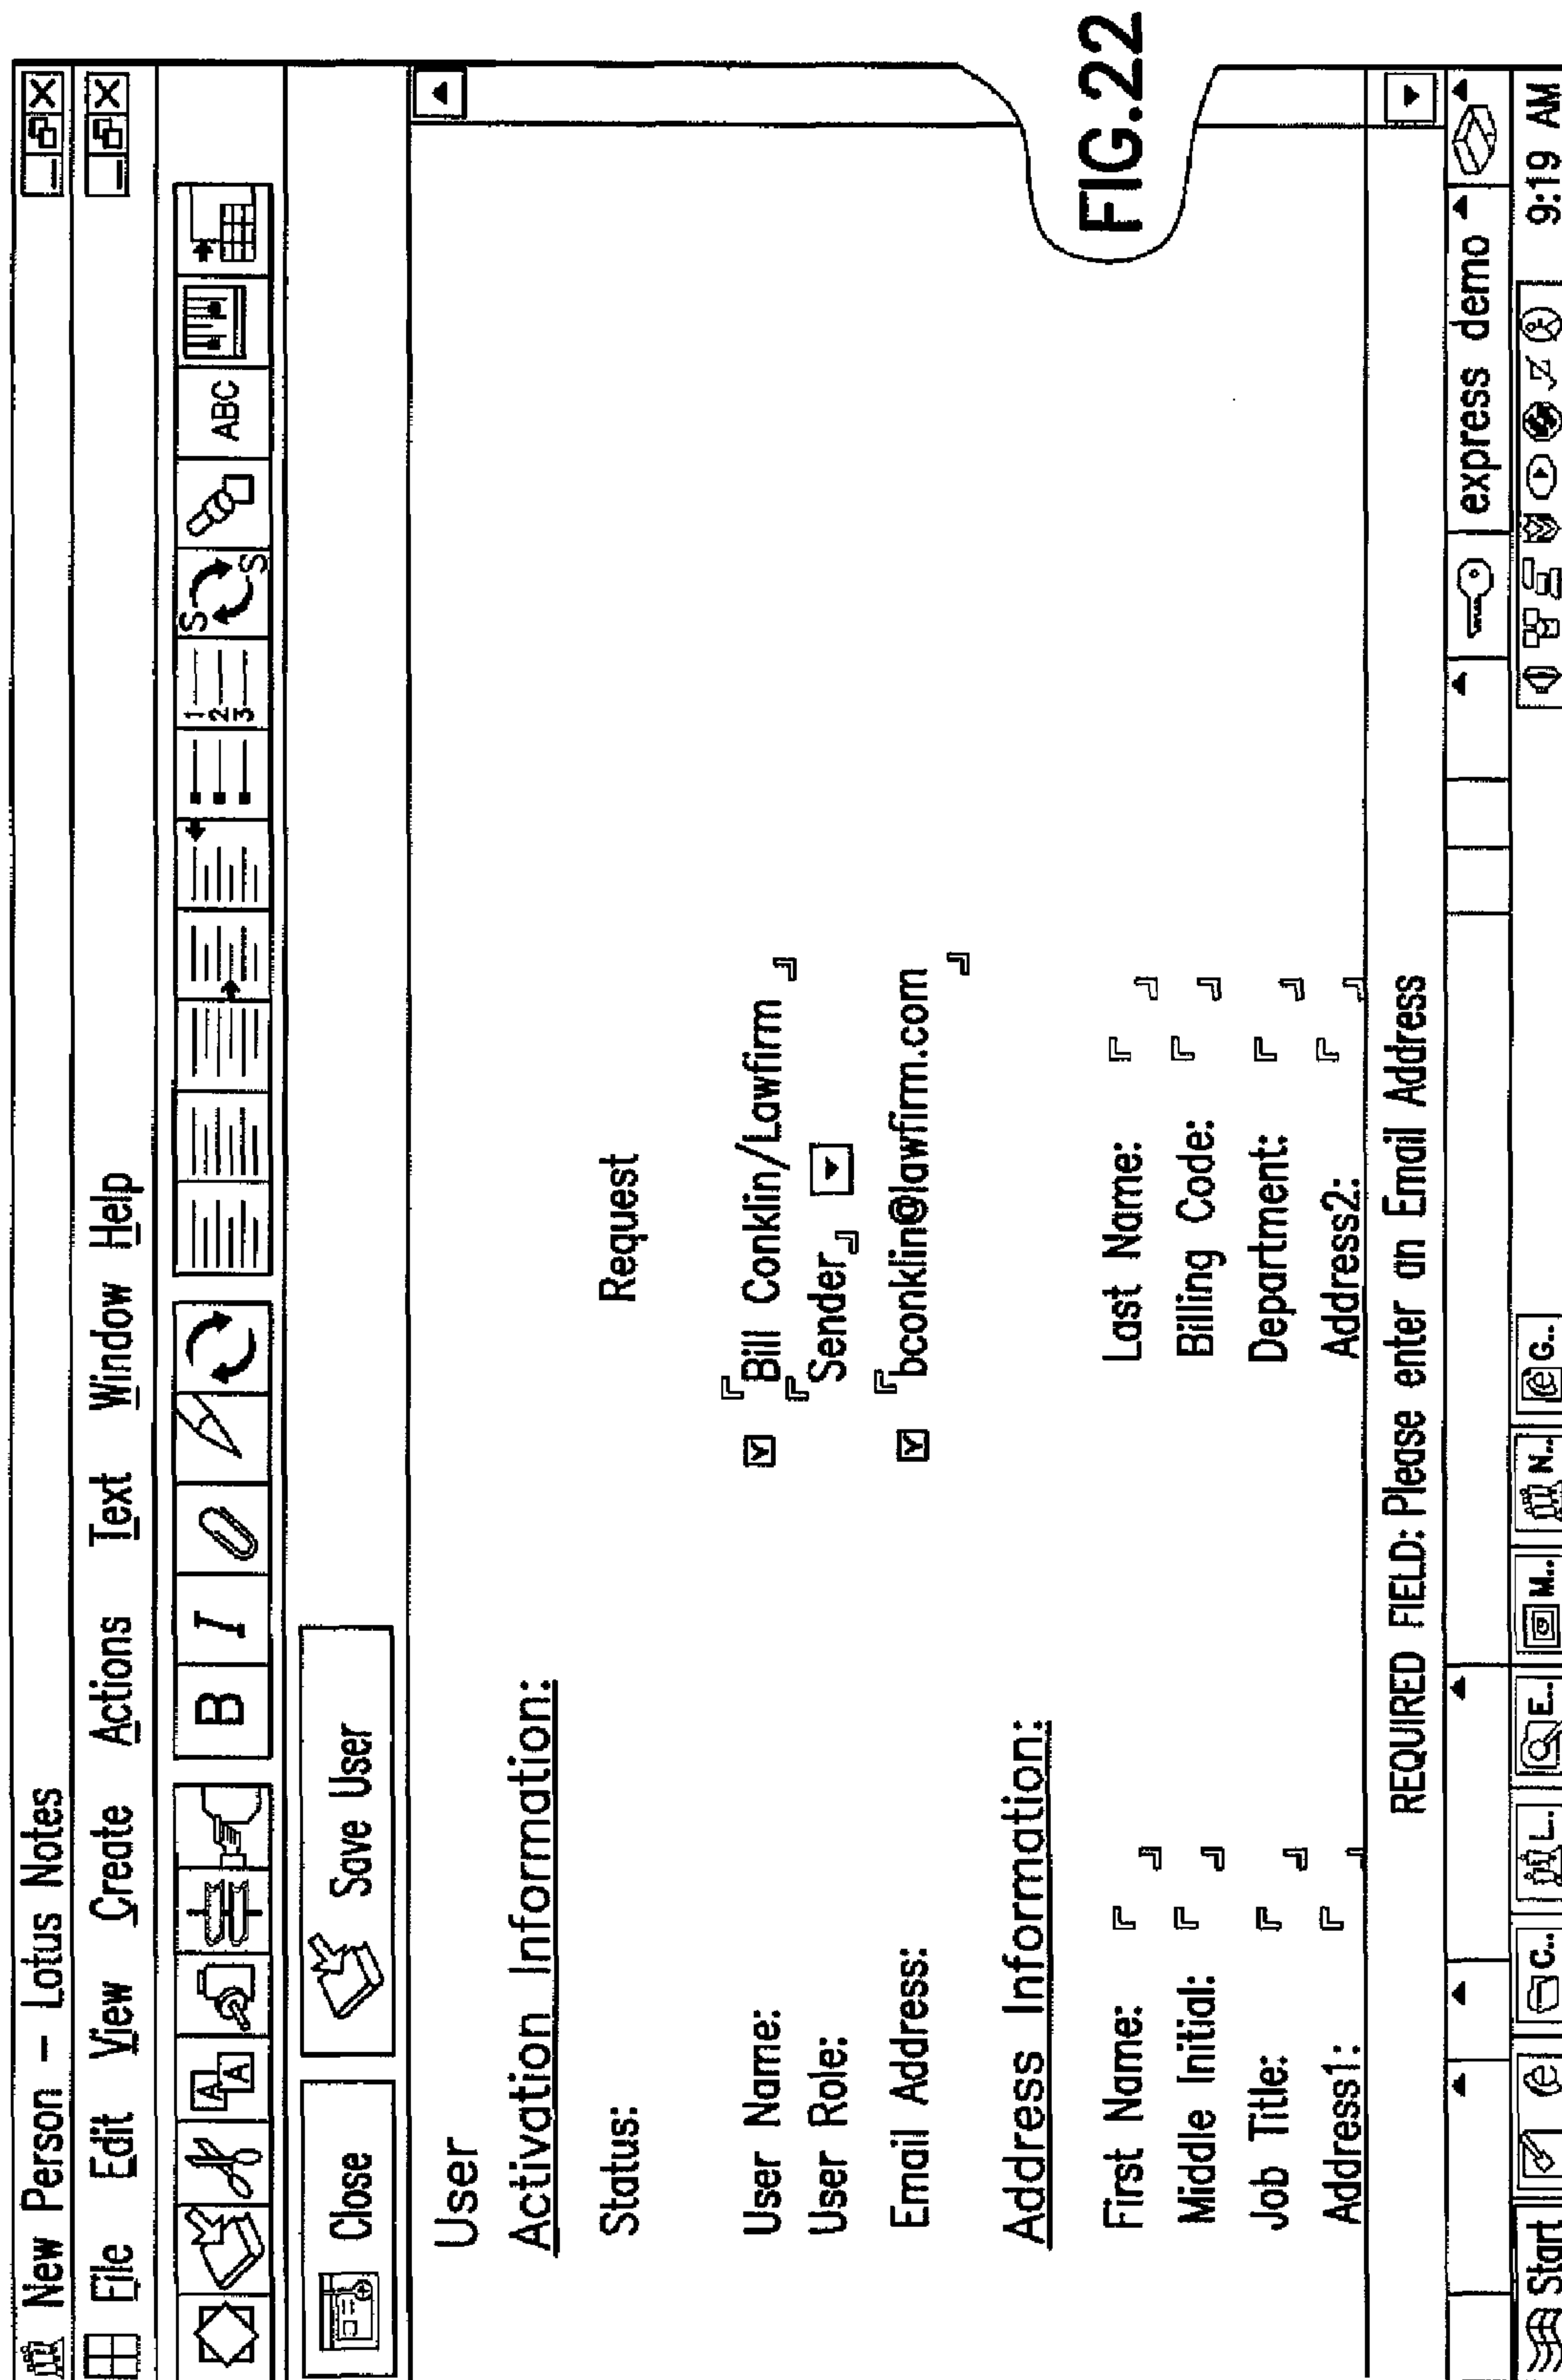 New Person – Lotus Notes
File Edit View Create Actions Text Window Help
B I 1 2 3 S S ABC
Close Save User
User
Activation Information:
Status: Request
User Name: Bill Conklin/Lawfirm
User Role: Sender
Email Address: bconklin@lawfirm.com
Address Information:
First Name: Last Name:
Middle Initial: Billing Code:
Job Title: Department:
Address1: Address2:
REQUIRED FIELD: Please enter an Email Address
express demo
Start C.. L.. E.. M.. N.. G.. 9:19 AM
FIG.22